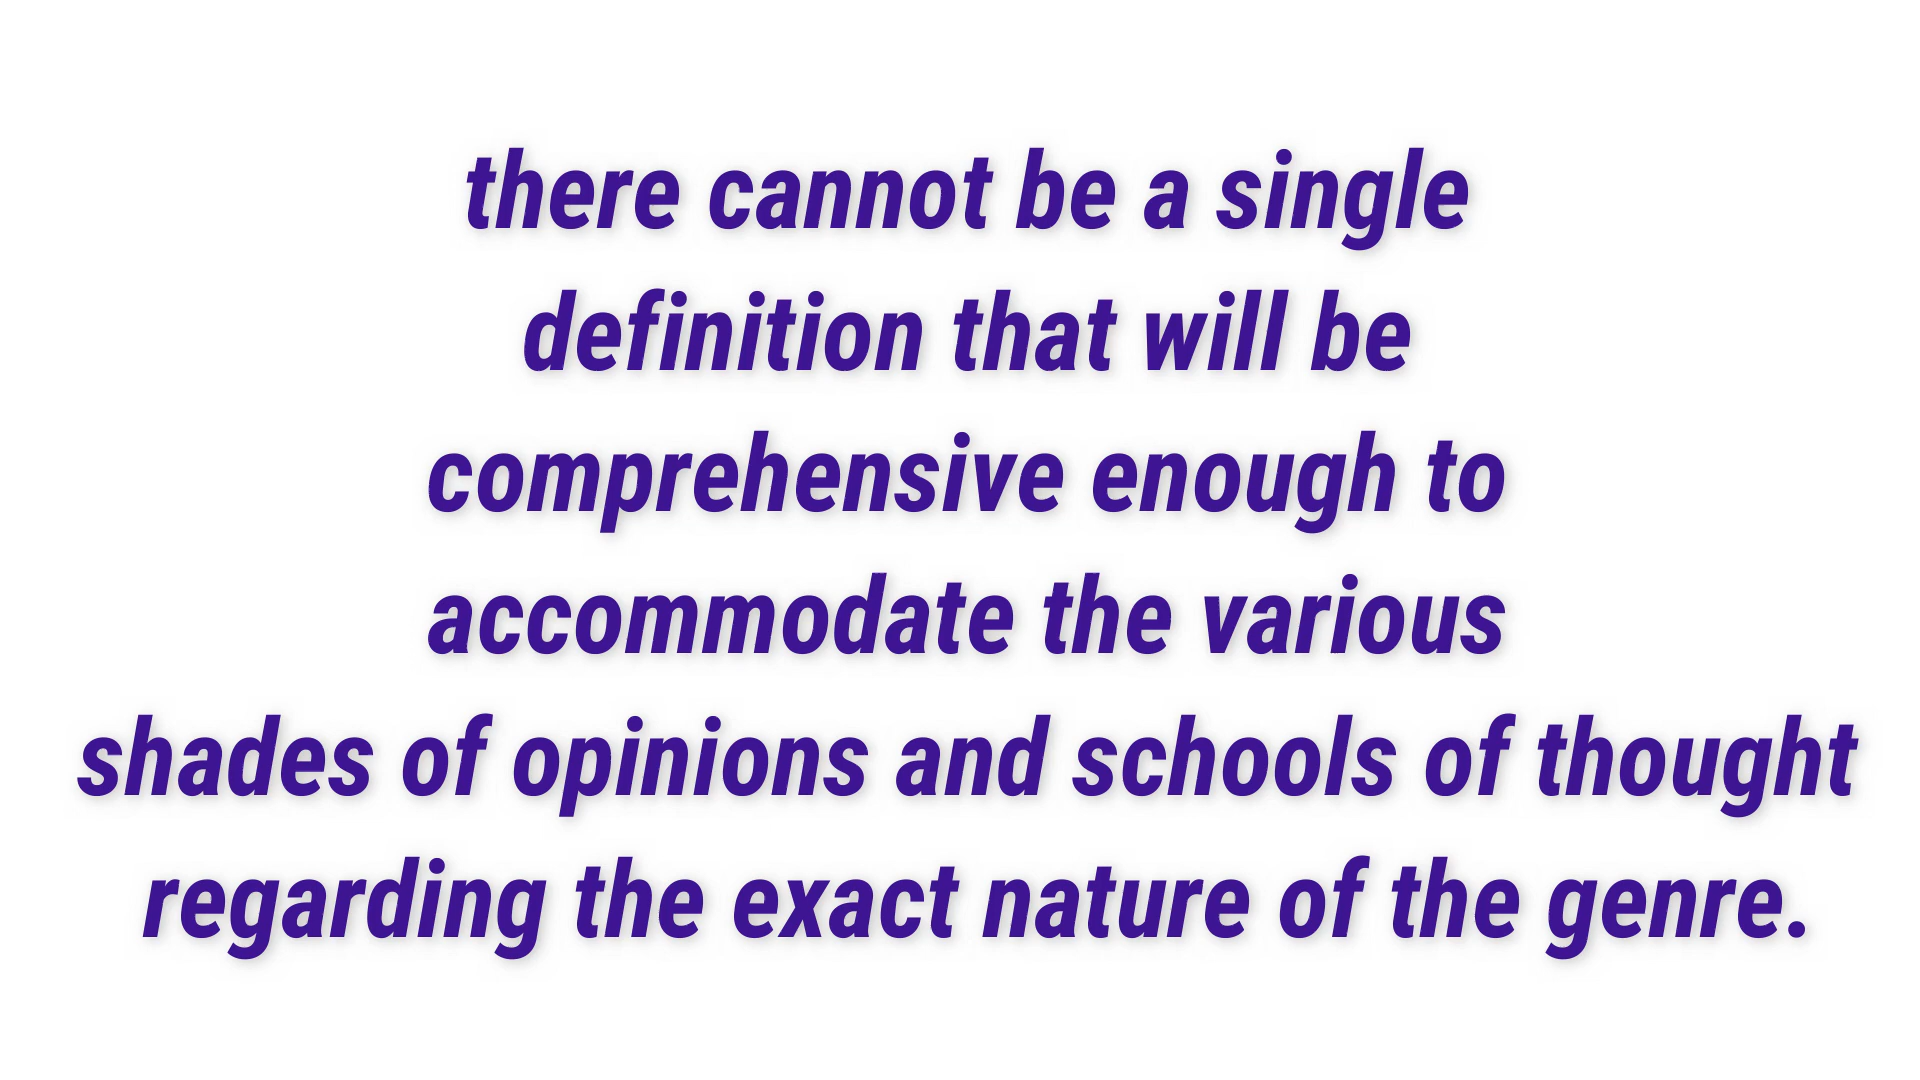 there cannot be a single
definition that will be
comprehensive enough to
accommodate the various
shades of opinions and schools of thought
regarding the exact nature of the genre.